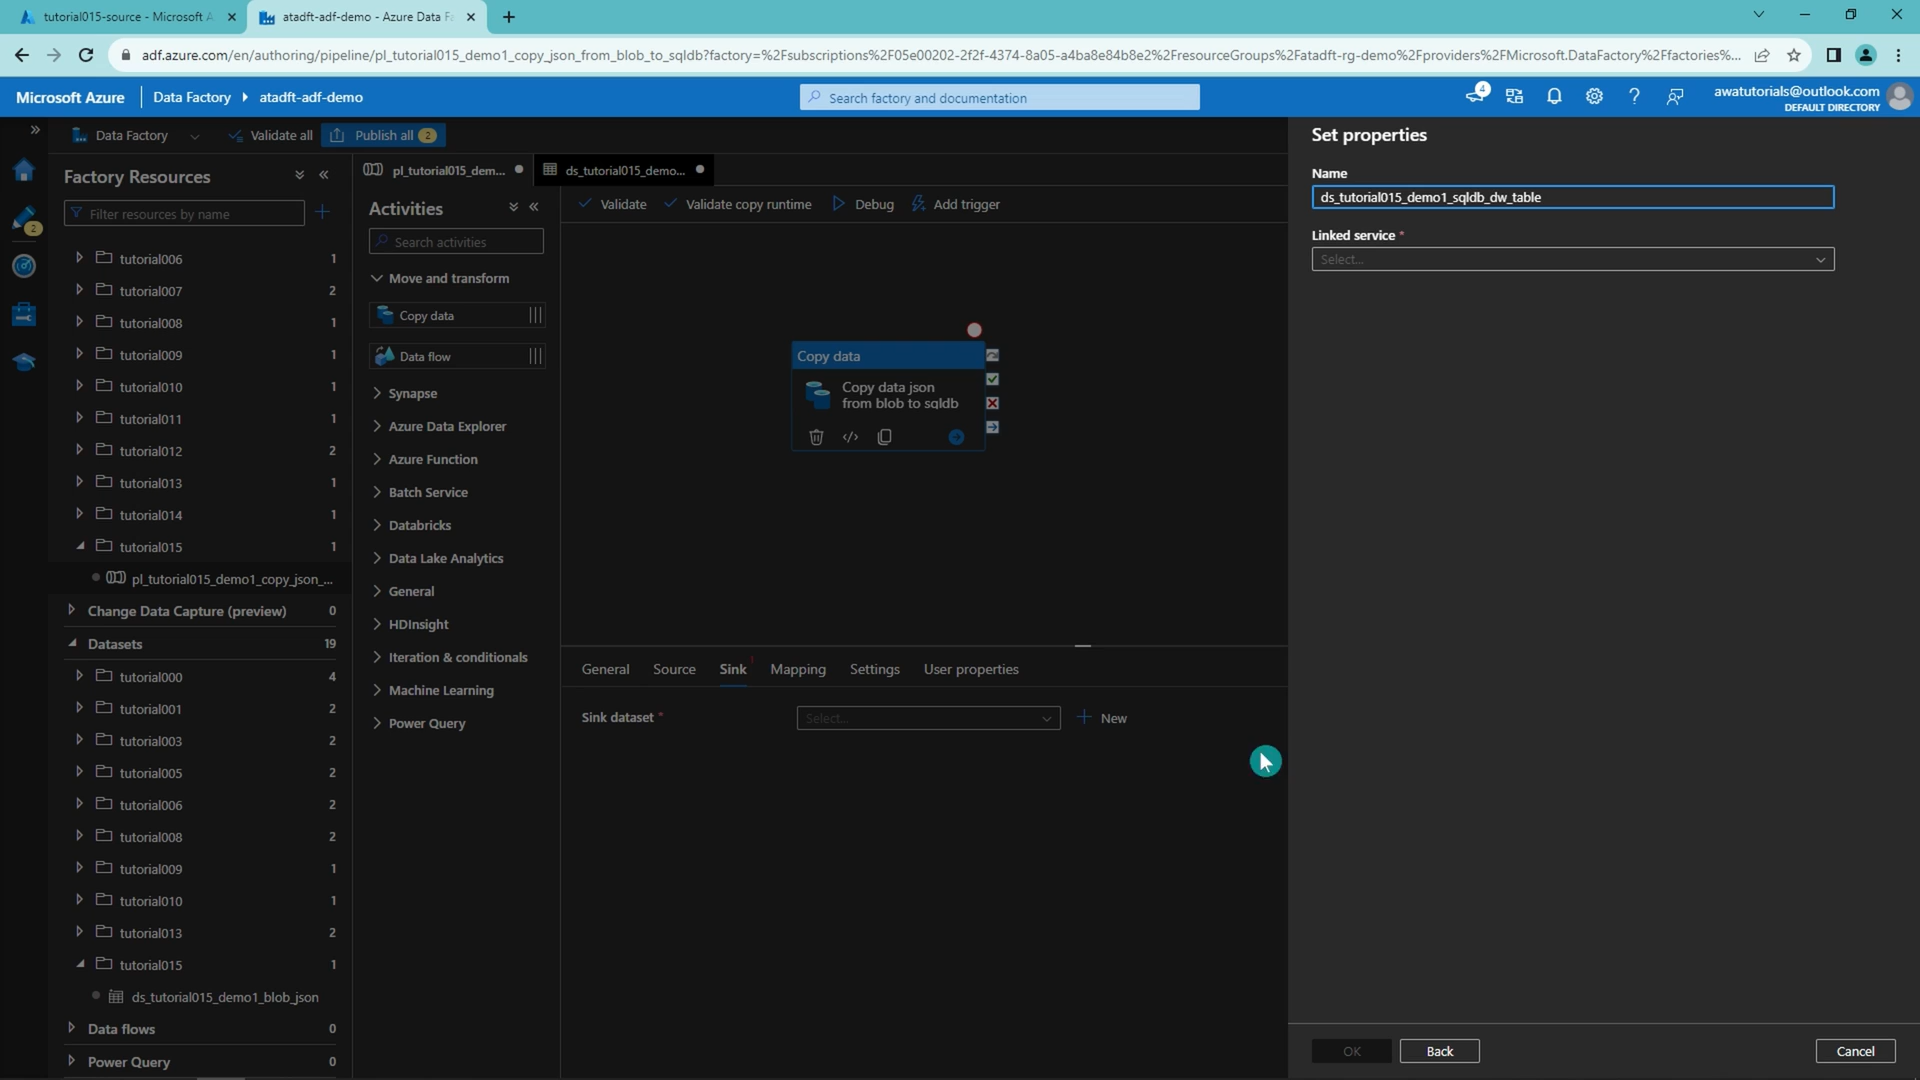 tutorial015-source - Microsoft A
atadft-adf-demo - Azure Data Fa
adf.azure.com/en/authoring/pipeline/pl_tutorial015_demo1_copy_json_from_blob_to_sqldb?factory=%2Fsubscriptions%2F05e00202-2f2f-4374-8a05-a4ba8e84b8e2%2FresourceGroups%2Fatadft-rg-demo%2Fproviders%2FMicrosoft.DataFactory%2Ffactories%...
Microsoft Azure
Data Factory
atadft-adf-demo
Search factory and documentation
4
awatutorials@outlook.com
DEFAULT DIRECTORY
Data Factory
Validate all
Publish all 2
2
Factory Resources
Filter resources by name
tutorial006 1
tutorial007 2
tutorial008 1
tutorial009 1
tutorial010 1
tutorial011 1
tutorial012 2
tutorial013 1
tutorial014 1
tutorial015 1
pl_tutorial015_demo1_copy_json_...
Change Data Capture (preview) 0
Datasets 19
tutorial000 4
tutorial001 2
tutorial003 2
tutorial005 2
tutorial006 2
tutorial008 2
tutorial009 1
tutorial010 1
tutorial013 2
tutorial015 1
ds_tutorial015_demo1_blob_json
Data flows 0
Power Query 0
pl_tutorial015_dem...
ds_tutorial015_demo...
Activities
Search activities
Move and transform
Copy data
Data flow
Synapse
Azure Data Explorer
Azure Function
Batch Service
Databricks
Data Lake Analytics
General
HDInsight
Iteration & conditionals
Machine Learning
Power Query
Validate
Validate copy runtime
Debug
Add trigger
Copy data
Copy data json
from blob to sqldb
General
Source
Sink
Mapping
Settings
User properties
Sink dataset *
Select...
New
Set properties
Name
ds_tutorial015_demo1_sqldb_dw_table
Linked service *
Select...
OK
Back
Cancel